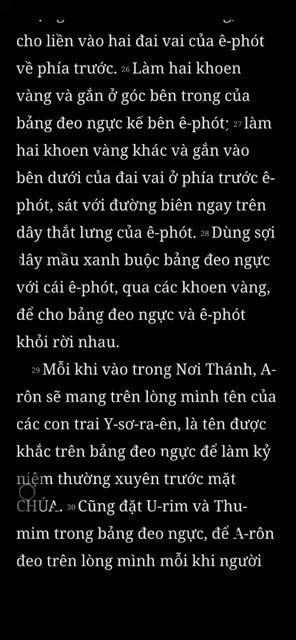 cho liền vào hai đai vai của ê-phót
về phía trước. 26 Làm hai khoen
vàng và gắn ở góc bên trong của
bảng đeo ngực kế bên ê-phót; 27 làm
hai khoen vàng khác và gắn vào
bên dưới của đai vai ở phía trước ê-
phót, sát với đường biên ngay trên
dây thắt lưng của ê-phót. 28 Dùng sợi
dây mầu xanh buộc bảng đeo ngực
với cái ê-phót, qua các khoen vàng,
để cho bảng đeo ngực và ê-phót
khỏi rời nhau.
29 Mỗi khi vào trong Nơi Thánh, A-
rôn sẽ mang trên lòng mình tên của
các con trai Y-sơ-ra-ên, là tên được
khắc trên bảng đeo ngực để làm kỷ
niệm thường xuyên trước mặt
CHÚA. 30 Cũng đặt U-rim và Thu-
mim trong bảng đeo ngực, để A-rôn
đeo trên lòng mình mỗi khi người